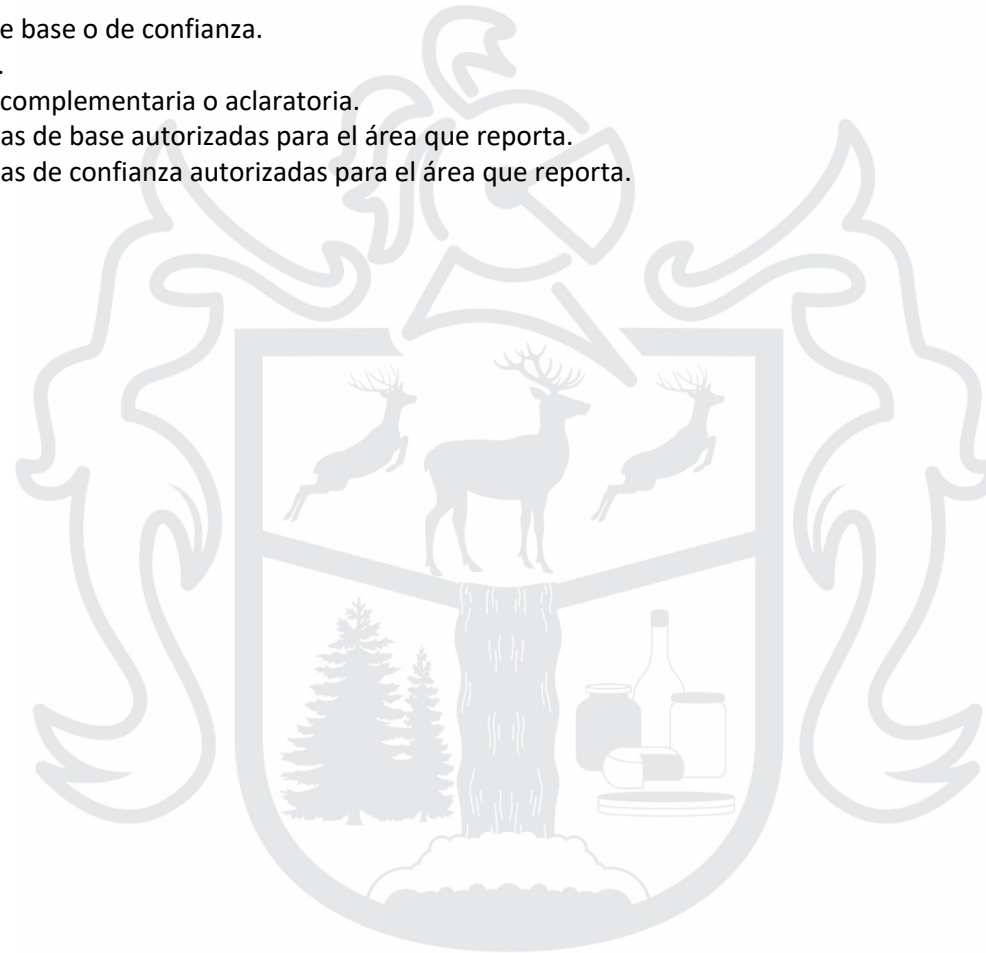 e base o de confianza.
.
complementaria o aclaratoria.
as de base autorizadas para el área que reporta.
as de confianza autorizadas para el área que reporta.